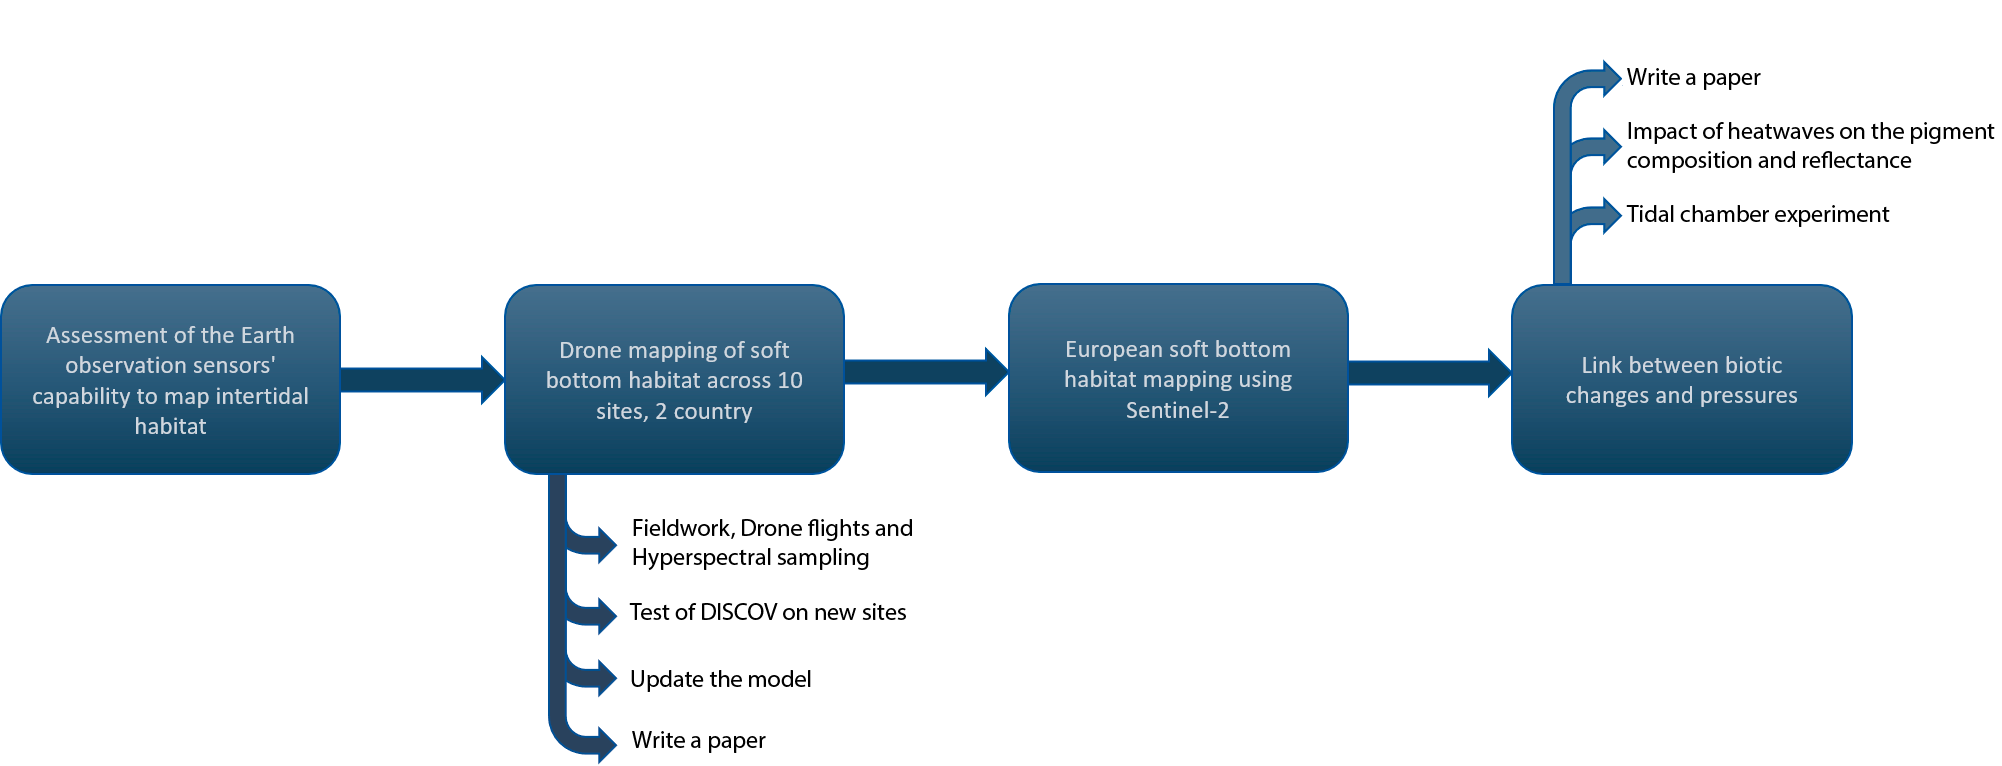 Write a paper
Impact of heatwaves on the pigment
composition and reflectance
Tidal chamber experiment
Assessment of the Earth
observation sensors'
capability to map intertidal
habitat
Drone mapping of soft
bottom habitat across 10
sites, 2 country
European soft bottom
habitat mapping using
Sentinel-2
Link between biotic
changes and pressures
Fieldwork, Drone flights and
Hyperspectral sampling
Test of DISCOV on new sites
Update the model
Write a paper